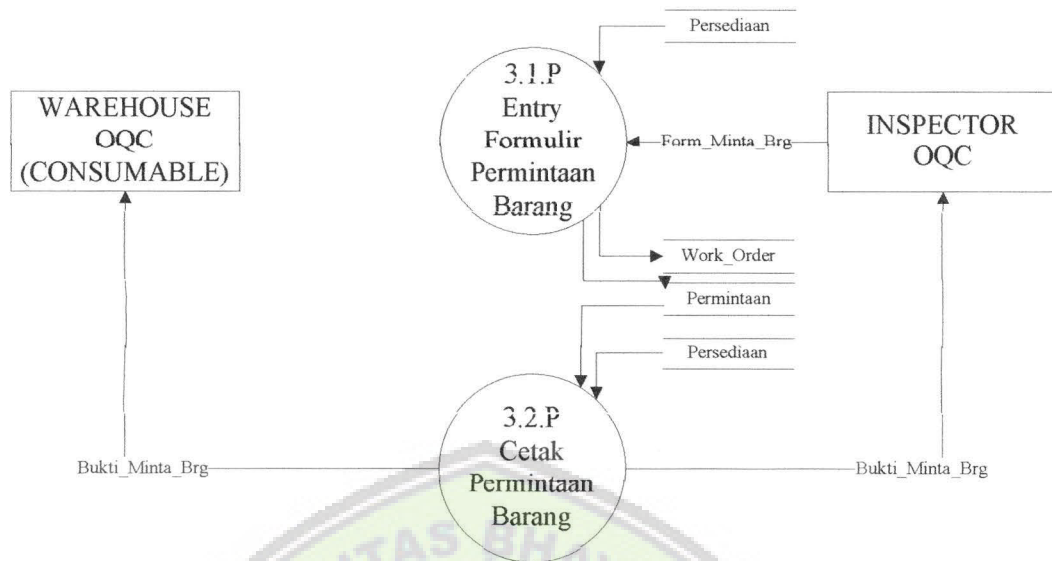 Persediaan
3.1.P
Entry
Formulir
Permintaan
Barang
WAREHOUSE
OQC
(CONSUMABLE)
Form_Minta_Brg
INSPECTOR
OQC
Work_Order
Permintaan
Persediaan
3.2.P
Cetak
Permintaan
Barang
Bukti_Minta_Brg
Bukti_Minta_Brg